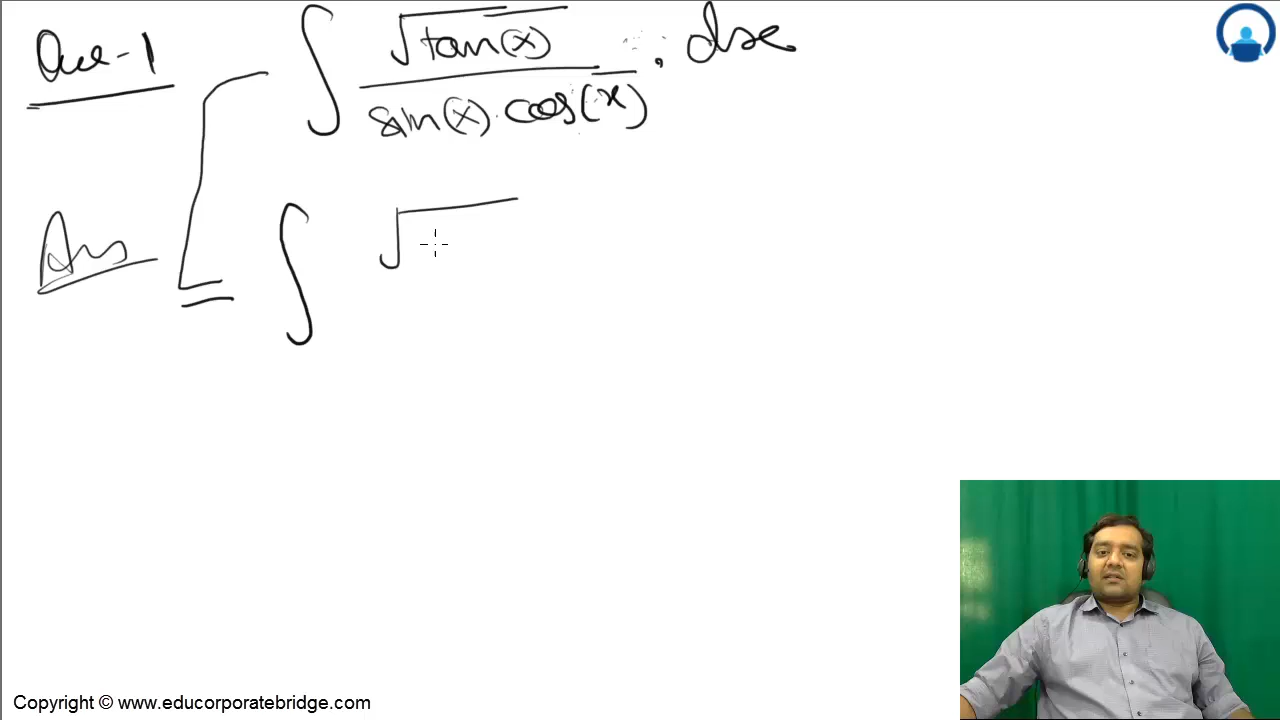 Que-1 ∫ √tan(x) / sin(x).cos(x) . dx
Ans = ∫ √
Copyright © www.educorporatebridge.com